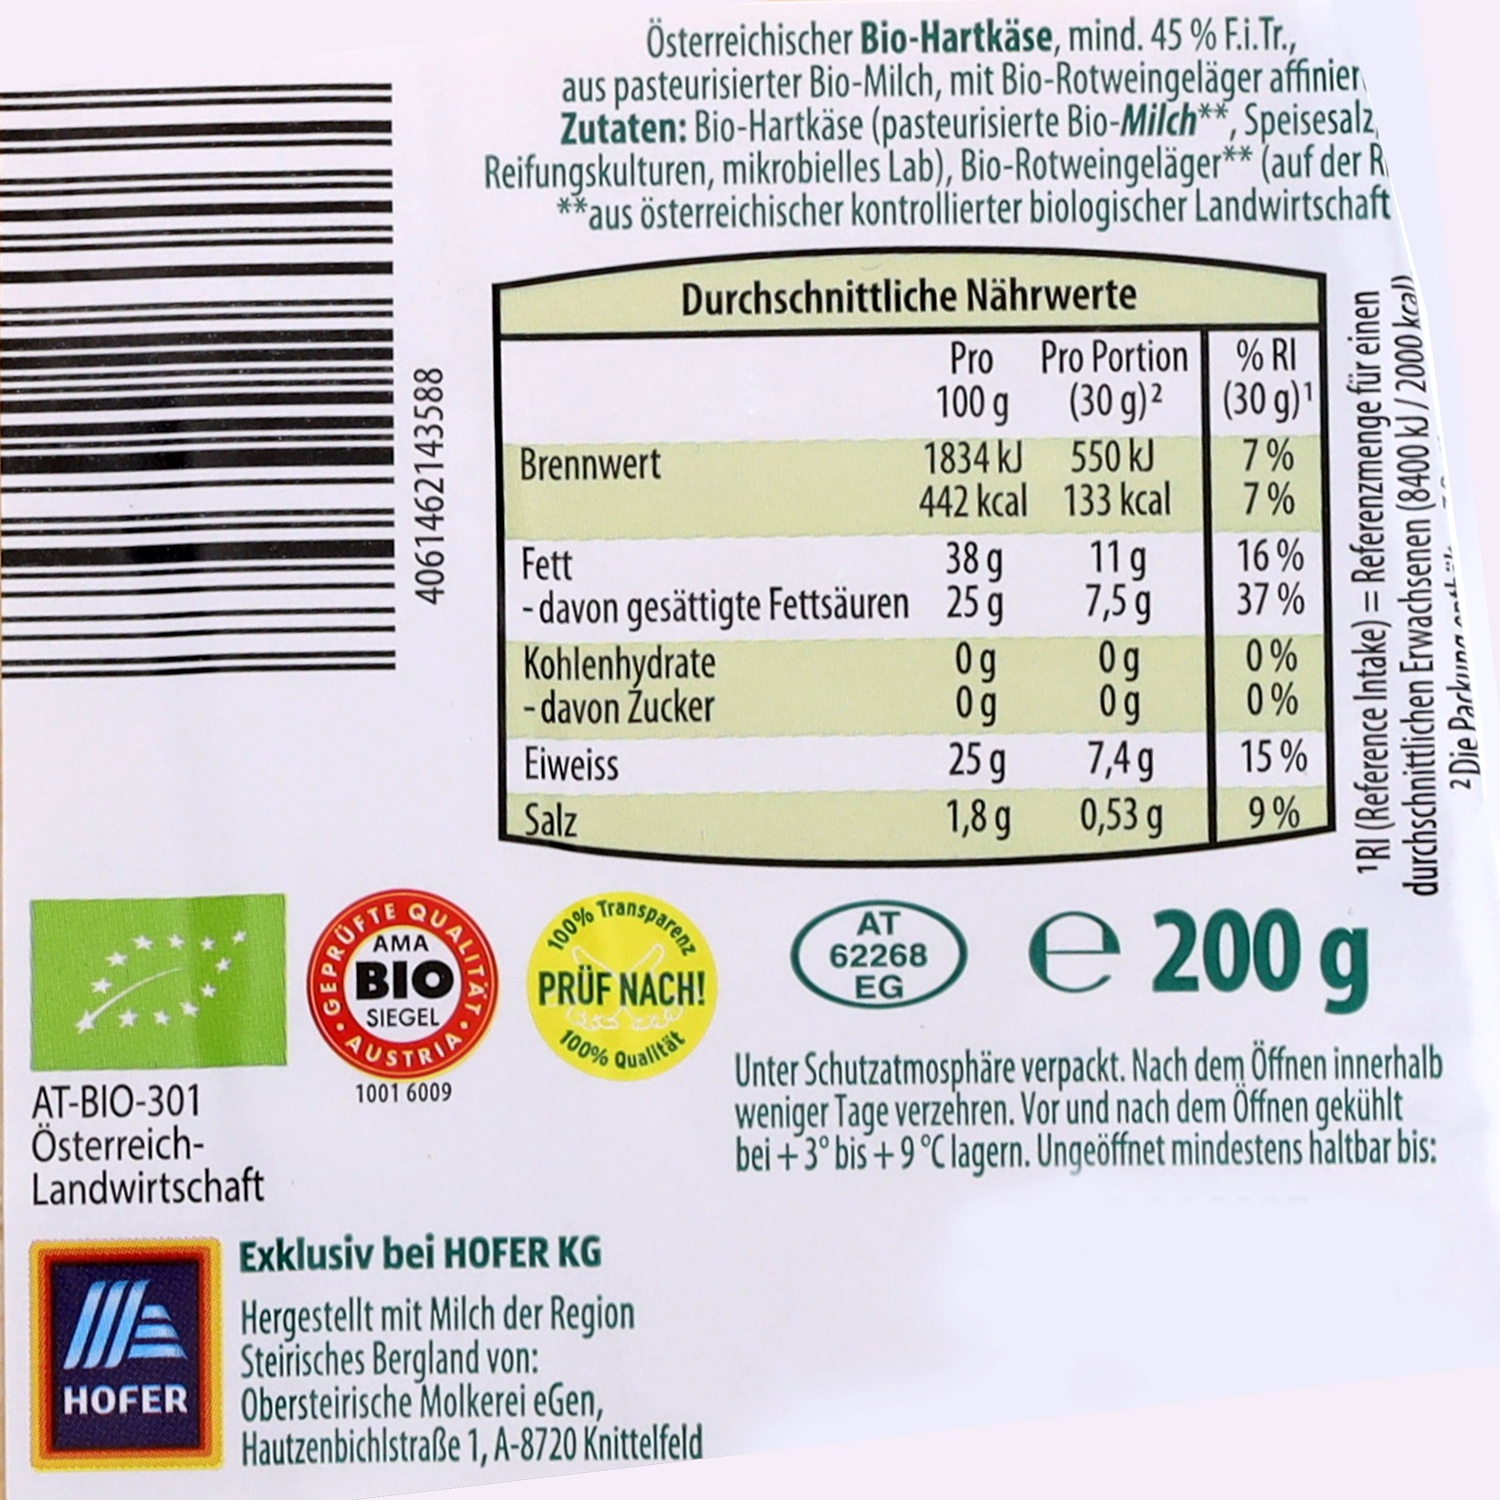 Österreichischer Bio-Hartkäse, mind. 45 % F.i.Tr.,
aus pasteurisierter Bio-Milch, mit Bio-Rotweingeläger
Zutaten: Bio-Hartkäse (pasteurisierte Bio-Milch**, Speisesalz,
Reifungskulturen, mikrobielles Lab), Bio-Rotweingeläger** (auf der
**aus österreichischer kontrollierter biologischer Landwirtschaft
4061462143588
Durchschnittliche Nährwerte
Pro 100 g Pro Portion (30 g)² % RI (30 g)¹
Brennwert 1834 kJ 550 kJ 7 %
442 kcal 133 kcal 7 %
Fett 38 g 11 g 16 %
- davon gesättigte Fettsäuren 25 g 7,5 g 37 %
Kohlenhydrate 0 g 0 g 0 %
- davon Zucker 0 g 0 g 0 %
Eiweiss 25 g 7,4 g 15 %
Salz 1,8 g 0,53 g 9 %
¹RI (Reference Intake) = Referenzmenge für einen
durchschnittlichen Erwachsenen (8400 kJ / 2000 kcal)
² Die Packung
AT-BIO-301
Österreich-
Landwirtschaft
GEPRÜFTE QUALITÄT
AMA
BIO
SIEGEL
AUSTRIA
1001 6009
100% Transparenz
PRÜF NACH!
100% Qualität
AT
62268
EG
e 200 g
Unter Schutzatmosphäre verpackt. Nach dem Öffnen innerhalb
weniger Tage verzehren. Vor und nach dem Öffnen gekühlt
bei + 3° bis + 9 °C lagern. Ungeöffnet mindestens haltbar bis:
HOFER
Exklusiv bei HOFER KG
Hergestellt mit Milch der Region
Steirisches Bergland von:
Obersteirische Molkerei eGen,
Hautzenbichlstraße 1, A-8720 Knittelfeld